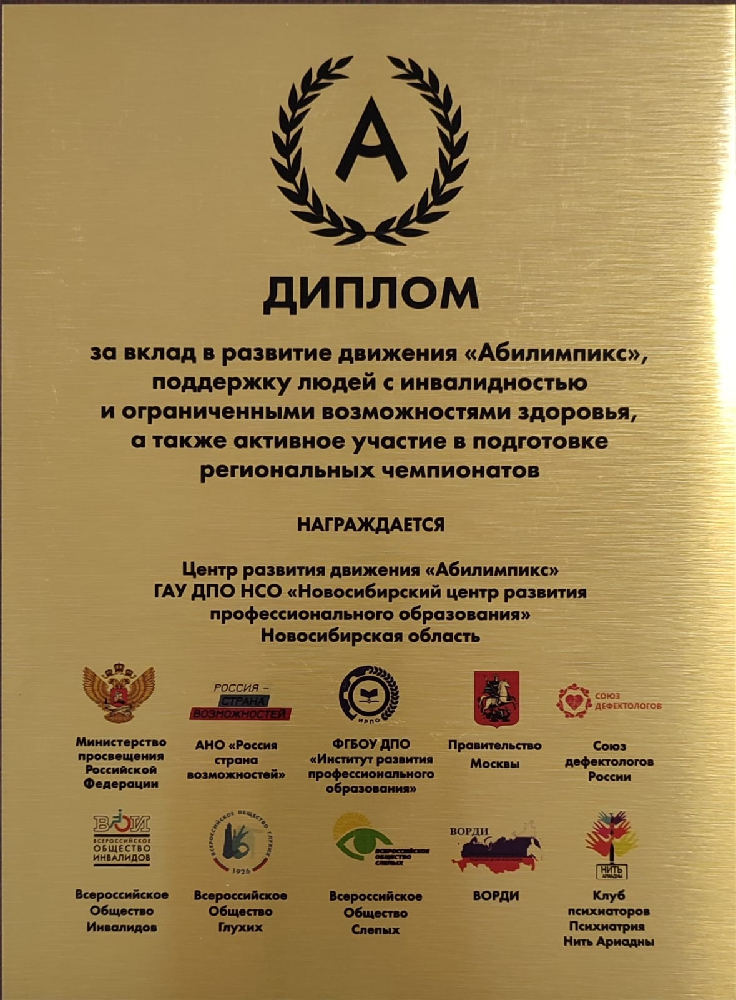 А
ДИПЛОМ
за вклад в развитие движения «Абилимпикс»,
поддержку людей с инвалидностью
и ограниченными возможностями здоровья,
а также активное участие в подготовке
региональных чемпионатов
НАГРАЖДАЕТСЯ
Центр развития движения «Абилимпикс»
ГАУ ДПО НСО «Новосибирский центр развития
профессионального образования»
Новосибирская область
РОССИЯ –
СТРАНА
ВОЗМОЖНОСТЕЙ
ИРПО
СОЮЗ
ДЕФЕКТОЛОГОВ
Министерство
просвещения
Российской
Федерации
АНО «Россия
страна
возможностей»
ФГБОУ ДПО
«Институт развития
профессионального
образования»
Правительство
Москвы
Союз
дефектологов
России
ВОИ
ВСЕРОССИЙСКОЕ
ОБЩЕСТВО
ИНВАЛИДОВ
ВСЕРОССИЙСКОЕ ОБЩЕСТВО ГЛУХИХ
1926
ВСЕРОССИЙСКОЕ
ОБЩЕСТВО
СЛЕПЫХ
ВОРДИ
НИТЬ
АРИАДНЫ
Всероссийское
Общество
Инвалидов
Всероссийское
Общество
Глухих
Всероссийское
Общество
Слепых
ВОРДИ
Клуб
психиаторов
Психиатрия
Нить Ариадны